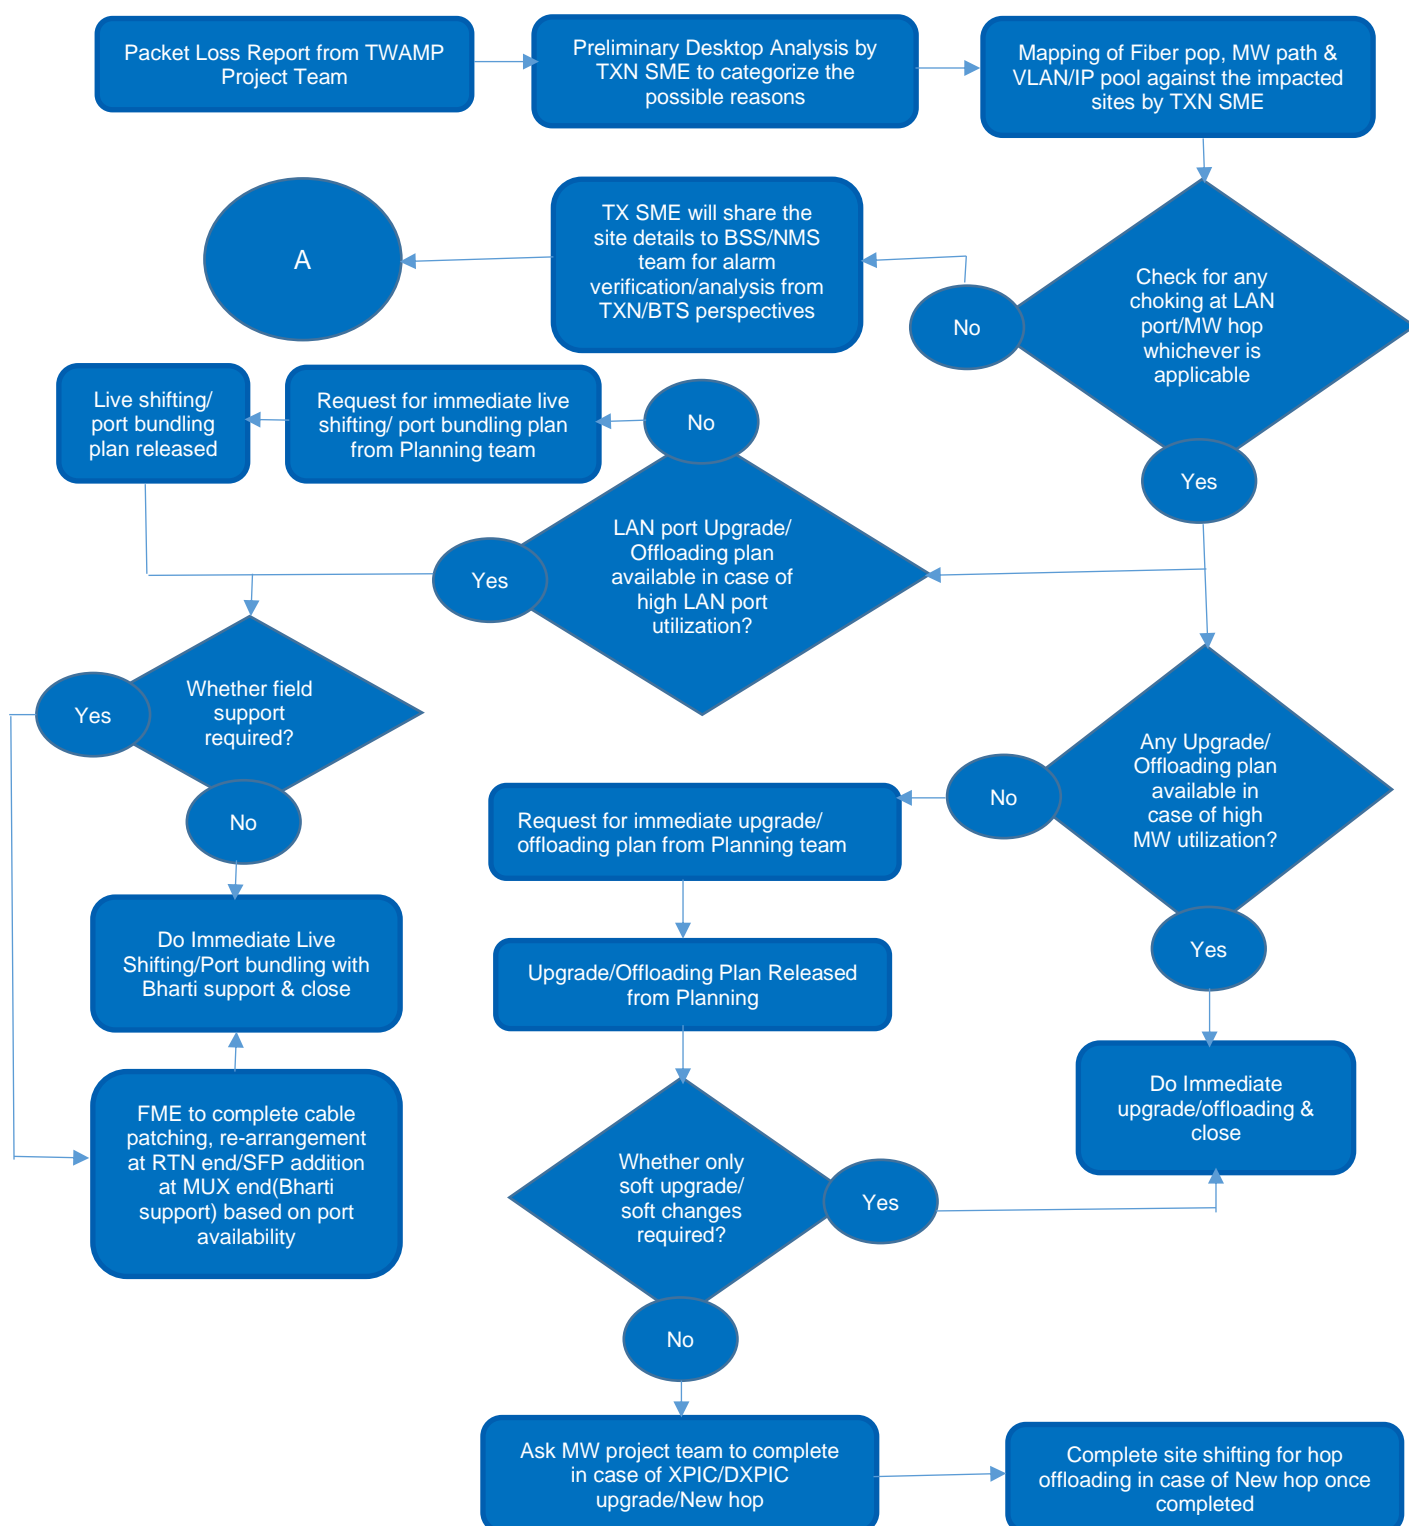 Packet Loss Report from TWAMP
Project Team
Preliminary Desktop Analysis by
TXN SME to categorize the
possible reasons
Mapping of Fiber pop, MW path &
VLAN/IP pool against the impacted
sites by TXN SME
A
TX SME will share the
site details to BSS/NMS
team for alarm
verification/analysis from
TXN/BTS perspectives
No
Check for any
choking at LAN
port/MW hop
whichever is
applicable
Yes
Live shifting/
port bundling
plan released
Request for immediate live
shifting/ port bundling plan
from Planning team
No
LAN port Upgrade/
Offloading plan
available in case of
high LAN port
utilization?
Yes
Whether field
support
required?
Yes
No
Any Upgrade/
Offloading plan
available in
case of high
MW utilization?
No
Yes
Request for immediate upgrade/
offloading plan from Planning team
Do Immediate Live
Shifting/Port bundling with
Bharti support & close
Upgrade/Offloading Plan Released
from Planning
Do Immediate
upgrade/offloading &
close
FME to complete cable
patching, re-arrangement
at RTN end/SFP addition
at MUX end(Bharti
support) based on port
availability
Whether only
soft upgrade/
soft changes
required?
Yes
No
Ask MW project team to complete
in case of XPIC/DXPIC
upgrade/New hop
Complete site shifting for hop
offloading in case of New hop once
completed